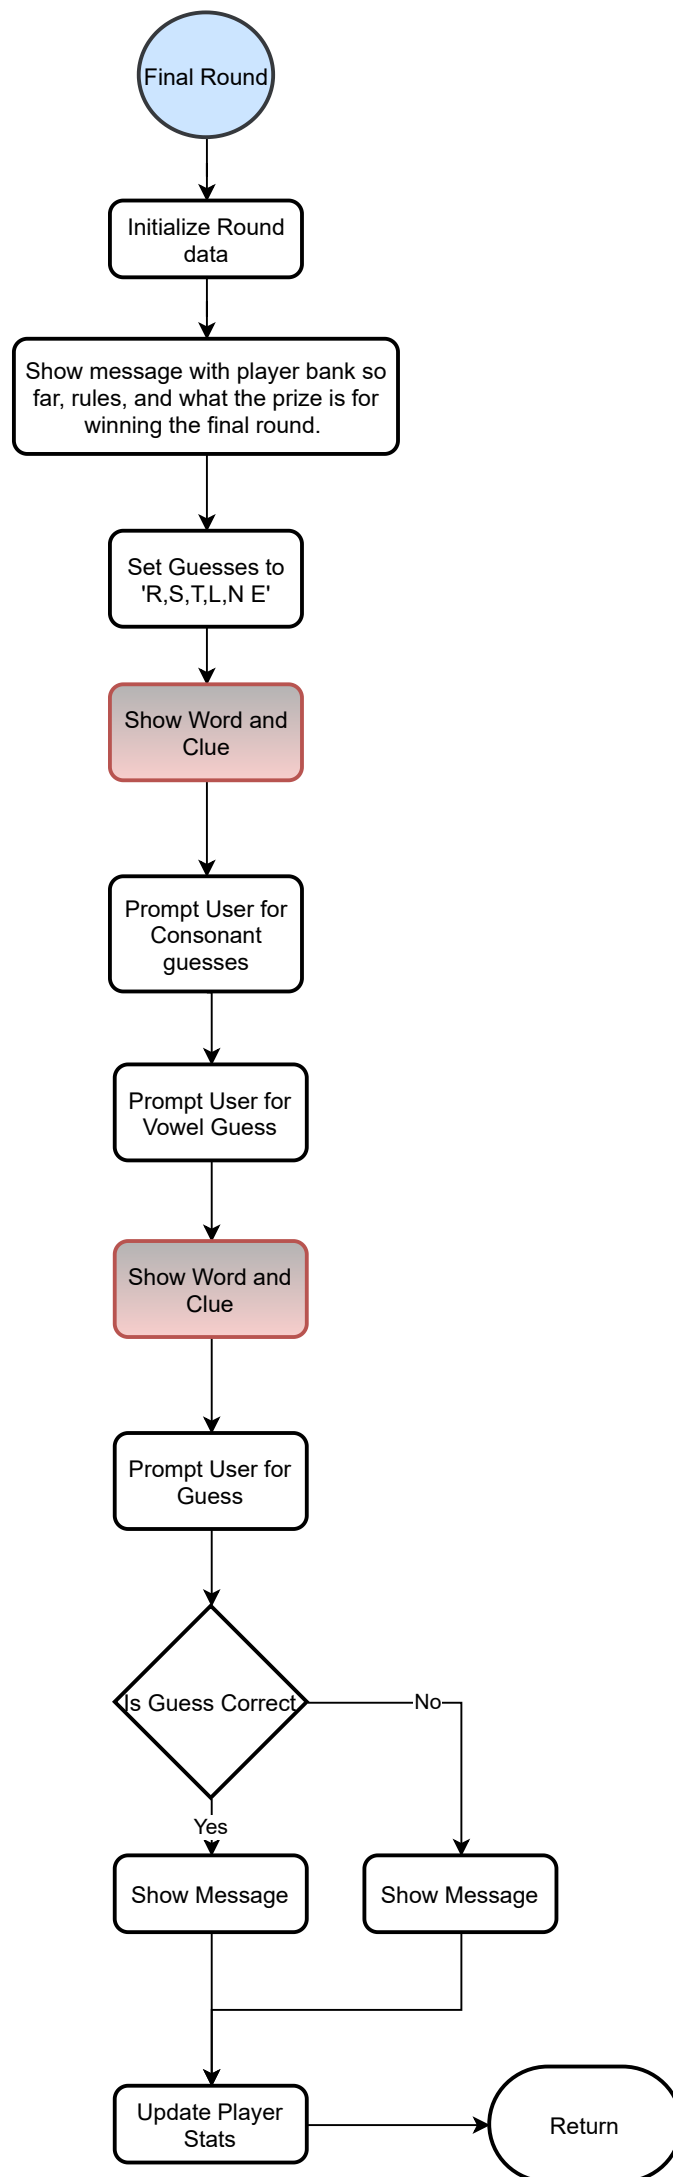 Final Round
Initialize Round
data
Show message with player bank so
far, rules, and what the prize is for
winning the final round.
Set Guesses to
'R,S,T,L,N E'
Show Word and
Clue
Prompt User for
Consonant
guesses
Prompt User for
Vowel Guess
Show Word and
Clue
Prompt User for
Guess
Is Guess Correct
No
Yes
Show Message
Show Message
Update Player
Stats
Return